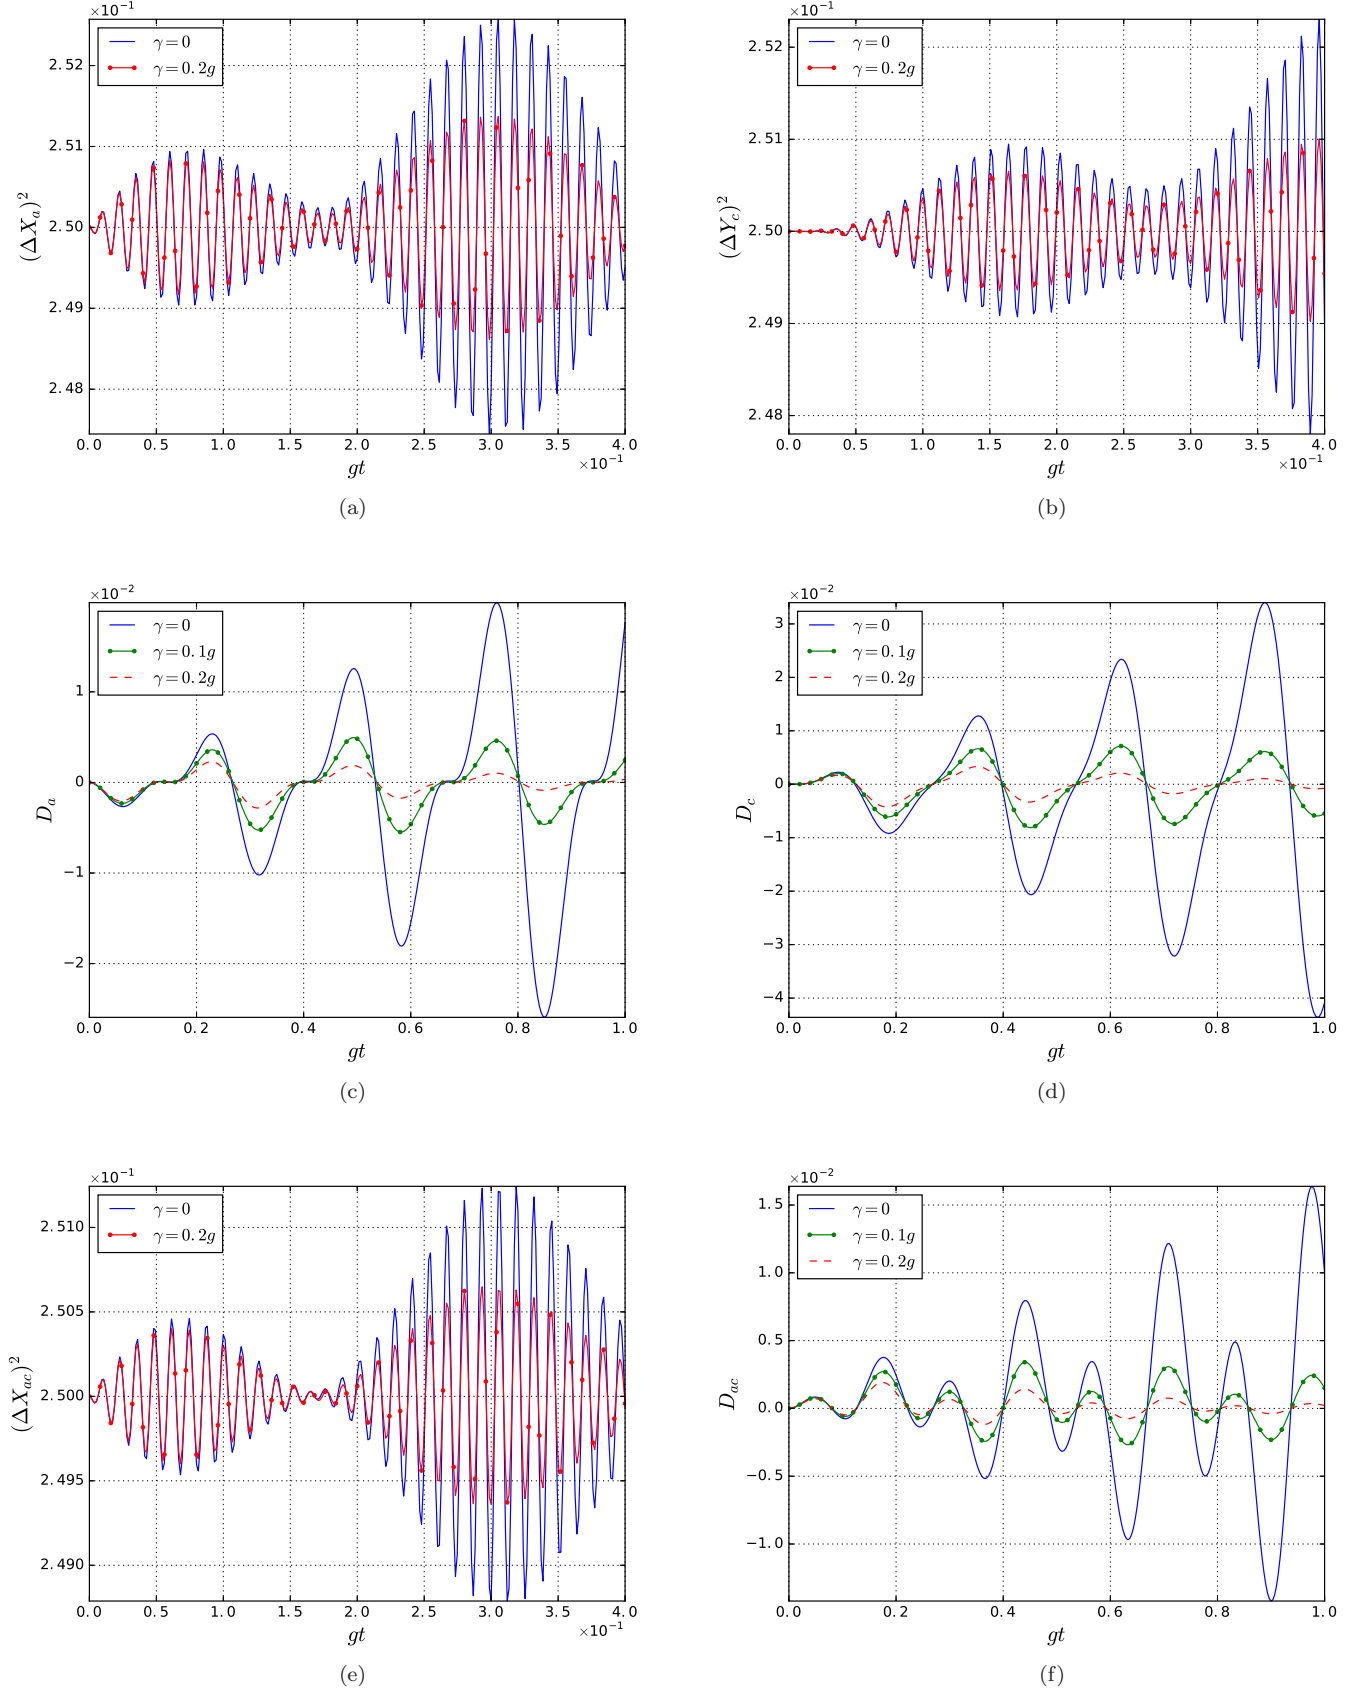 ×10⁻¹
γ = 0
γ = 0.2g
2.52
2.51
2.50
2.49
2.48
(ΔXₐ)²
0.0 0.5 1.0 1.5 2.0 2.5 3.0 3.5 4.0
×10⁻¹
gt
(a)
×10⁻¹
γ = 0
γ = 0.2g
2.52
2.51
2.50
2.49
2.48
(ΔY_c)²
0.0 0.5 1.0 1.5 2.0 2.5 3.0 3.5 4.0
×10⁻¹
gt
(b)
×10⁻²
γ = 0
γ = 0.1g
γ = 0.2g
1
0
−1
−2
Dₐ
0.0 0.2 0.4 0.6 0.8 1.0
gt
(c)
×10⁻²
γ = 0
γ = 0.1g
γ = 0.2g
3
2
1
0
−1
−2
−3
−4
D_c
0.0 0.2 0.4 0.6 0.8 1.0
gt
(d)
×10⁻¹
γ = 0
γ = 0.2g
2.510
2.505
2.500
2.495
2.490
(ΔX_ac)²
0.0 0.5 1.0 1.5 2.0 2.5 3.0 3.5 4.0
×10⁻¹
gt
(e)
×10⁻²
γ = 0
γ = 0.1g
γ = 0.2g
1.5
1.0
0.5
0.0
−0.5
−1.0
D_ac
0.0 0.2 0.4 0.6 0.8 1.0
gt
(f)